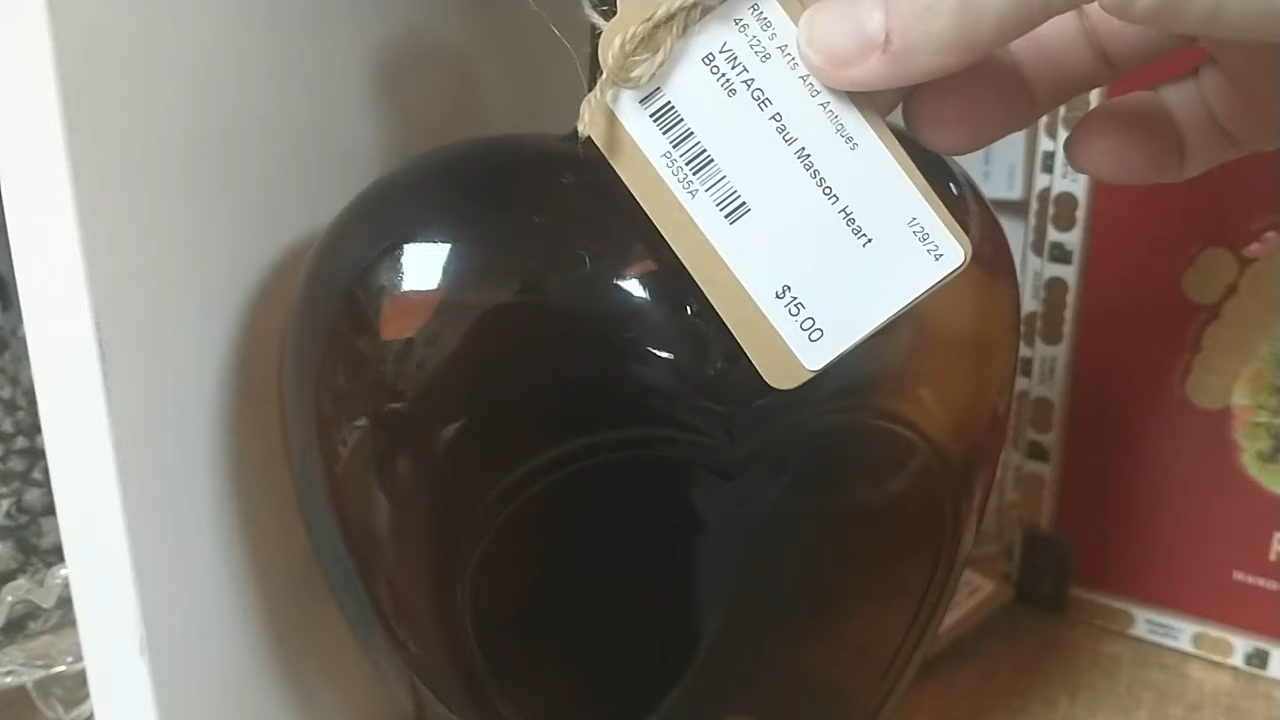 RMB's Arts And Antiques
46-1228
VINTAGE Paul Masson Heart
Bottle
P5S35A
1/29/24
$15.00